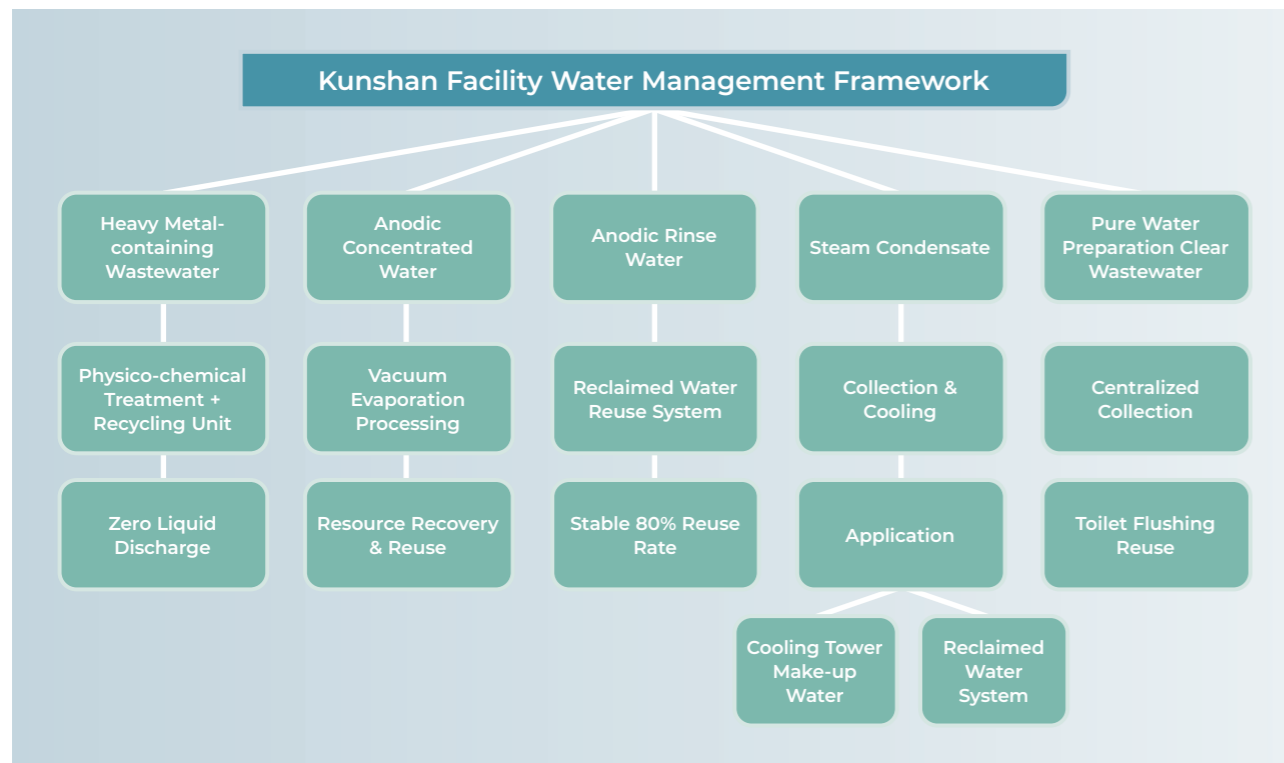 Kunshan Facility Water Management Framework
Heavy Metal-
containing
Wastewater
Anodic
Concentrated
Water
Anodic Rinse
Water
Steam Condensate
Pure Water
Preparation Clear
Wastewater
Physico-chemical
Treatment +
Recycling Unit
Vacuum
Evaporation
Processing
Reclaimed Water
Reuse System
Collection &
Cooling
Centralized
Collection
Zero Liquid
Discharge
Resource Recovery
& Reuse
Stable 80% Reuse
Rate
Application
Toilet Flushing
Reuse
Cooling Tower
Make-up
Water
Reclaimed
Water
System